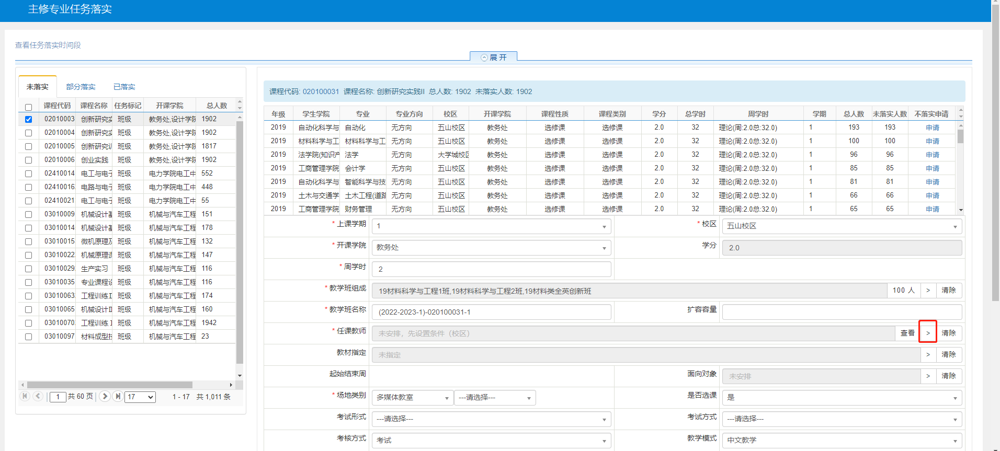 主修专业任务落实
查看任务落实时间段
展 开
未落实 部分落实 已落实
课程代码 课程名称 任务标记 开课学院 总人数
02010003 创新研究实 班级 教务处,设计学院 1902
02010004 创新研究实 班级 教务处,设计学院 1902
02010005 创新研究训 班级 教务处,设计学院 1817
02010006 创业实践 班级 教务处,设计学院 1902
02410014 电工与电子 班级 电力学院电工中 552
02410016 电路与电子 班级 电力学院电工中 448
02410021 电工与电子 班级 电力学院电工中 55
03010009 机械设计基 班级 机械与汽车工程 151
03010014 机械设计基 班级 机械与汽车工程 178
03010015 微机原理及 班级 机械与汽车工程 132
03010022 机械原理课 班级 机械与汽车工程 147
03010029 生产实习 班级 机械与汽车工程 116
03010035 专业课程设 班级 机械与汽车工程 116
03010063 工程训练 I 班级 机械与汽车工程 174
03010065 机械设计II 班级 机械与汽车工程 160
03010070 工程训练 I 班级 机械与汽车工程 1942
03010097 材料成型技 班级 机械与汽车工程 23
1 共 60 页 17 1 - 17 共 1,011 条
课程代码: 020100031 课程名称: 创新研究实践II 总人数: 1902 未落实人数: 1902
年级 学生学院 专业 专业方向 校区 开课学院 课程性质 课程类别 学分 总学时 周学时 学期 总人数 未落实人数 不落实申请
2019 自动化科学与 自动化 无方向 五山校区 教务处 选修课 选修课 2.0 32 理论(周:2.0总:32.0) 1 193 193 申请
2019 材料科学与工 材料科学与工 无方向 五山校区 教务处 选修课 选修课 2.0 32 理论(周:2.0总:32.0) 1 100 100 申请
2019 法学院(知识产 法学 无方向 大学城校区 教务处 选修课 选修课 2.0 32 理论(周:2.0总:32.0) 1 96 96 申请
2019 工商管理学院 会计学 无方向 五山校区 教务处 选修课 选修课 2.0 32 理论(周:2.0总:32.0) 1 85 85 申请
2019 自动化科学与 智能科学与技 无方向 五山校区 教务处 选修课 选修课 2.0 32 理论(周:2.0总:32.0) 1 81 81 申请
2019 土木与交通学 土木工程(道路 无方向 五山校区 教务处 选修课 选修课 2.0 32 理论(周:2.0总:32.0) 1 66 66 申请
2019 工商管理学院 财务管理 无方向 五山校区 教务处 选修课 选修课 2.0 32 理论(周:2.0总:32.0) 1 65 65 申请
* 上课学期 1 * 校区 五山校区
* 开课学院 教务处 学分 2.0
* 周学时 2
* 教学班组成 19材料科学与工程1班,19材料科学与工程2班,19材料类全英创新班 100 人 > 清除
* 教学班名称 (2022-2023-1)-020100031-1 扩容容量
* 任课教师 未安排，先设置条件（校区） 查看 > 清除
教材指定 未指定 > 清除
起始结束周 面向对象 未安排 > 清除
* 场地类别 多媒体教室 ---请选择--- 是否选课 是
考试形式 ---请选择--- 考试方式 ---请选择---
考核方式 考试 教学模式 中文教学